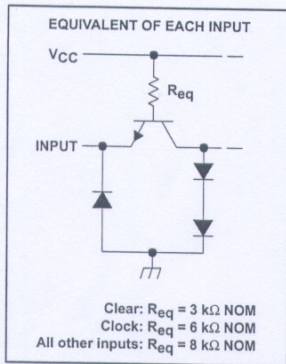 EQUIVALENT OF EACH INPUT
VCC
Req
INPUT
Clear: Req = 3 kΩ NOM
Clock: Req = 6 kΩ NOM
All other inputs: Req = 8 kΩ NOM